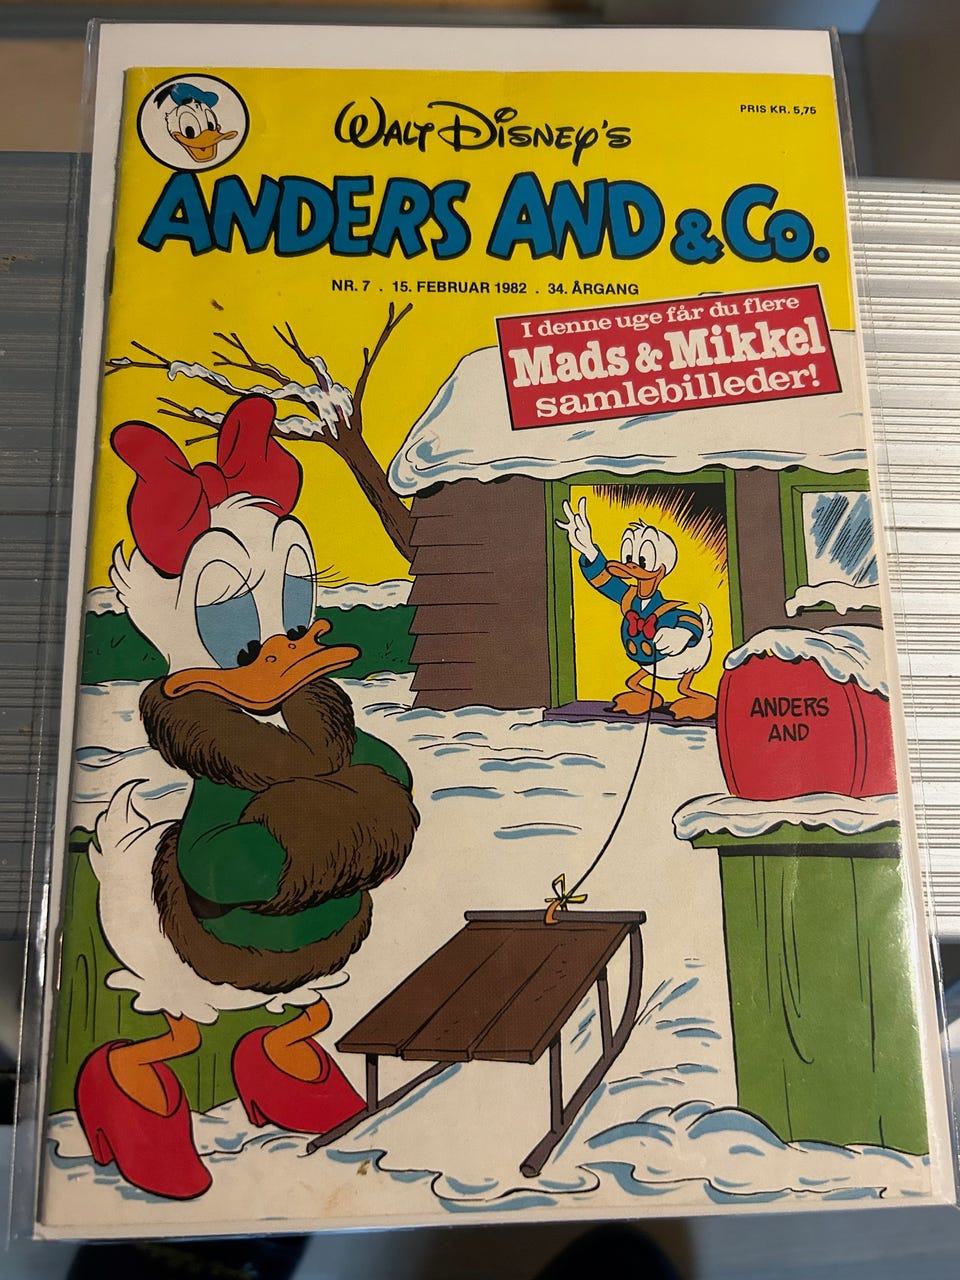 PRIS KR. 5,75
WALT DISNEY'S
ANDERS AND & Co.
NR. 7 . 15. FEBRUAR 1982 . 34. ÅRGANG
I denne uge får du flere
Mads & Mikkel
samlebilleder!
ANDERS
AND